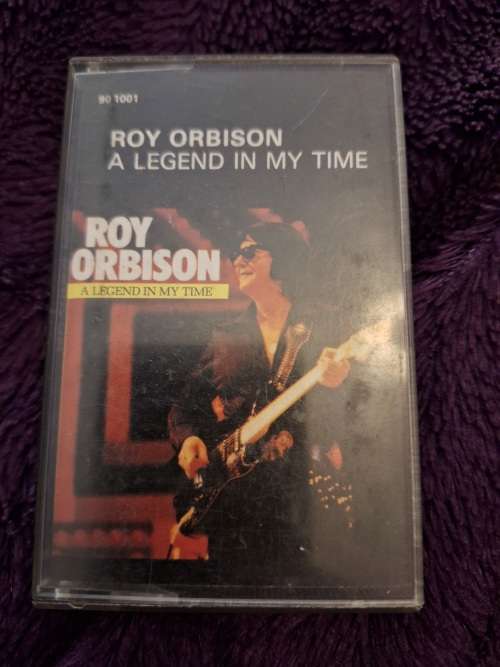 90 1001
ROY ORBISON
A LEGEND IN MY TIME
ROY
ORBISON
A LEGEND IN MY TIME